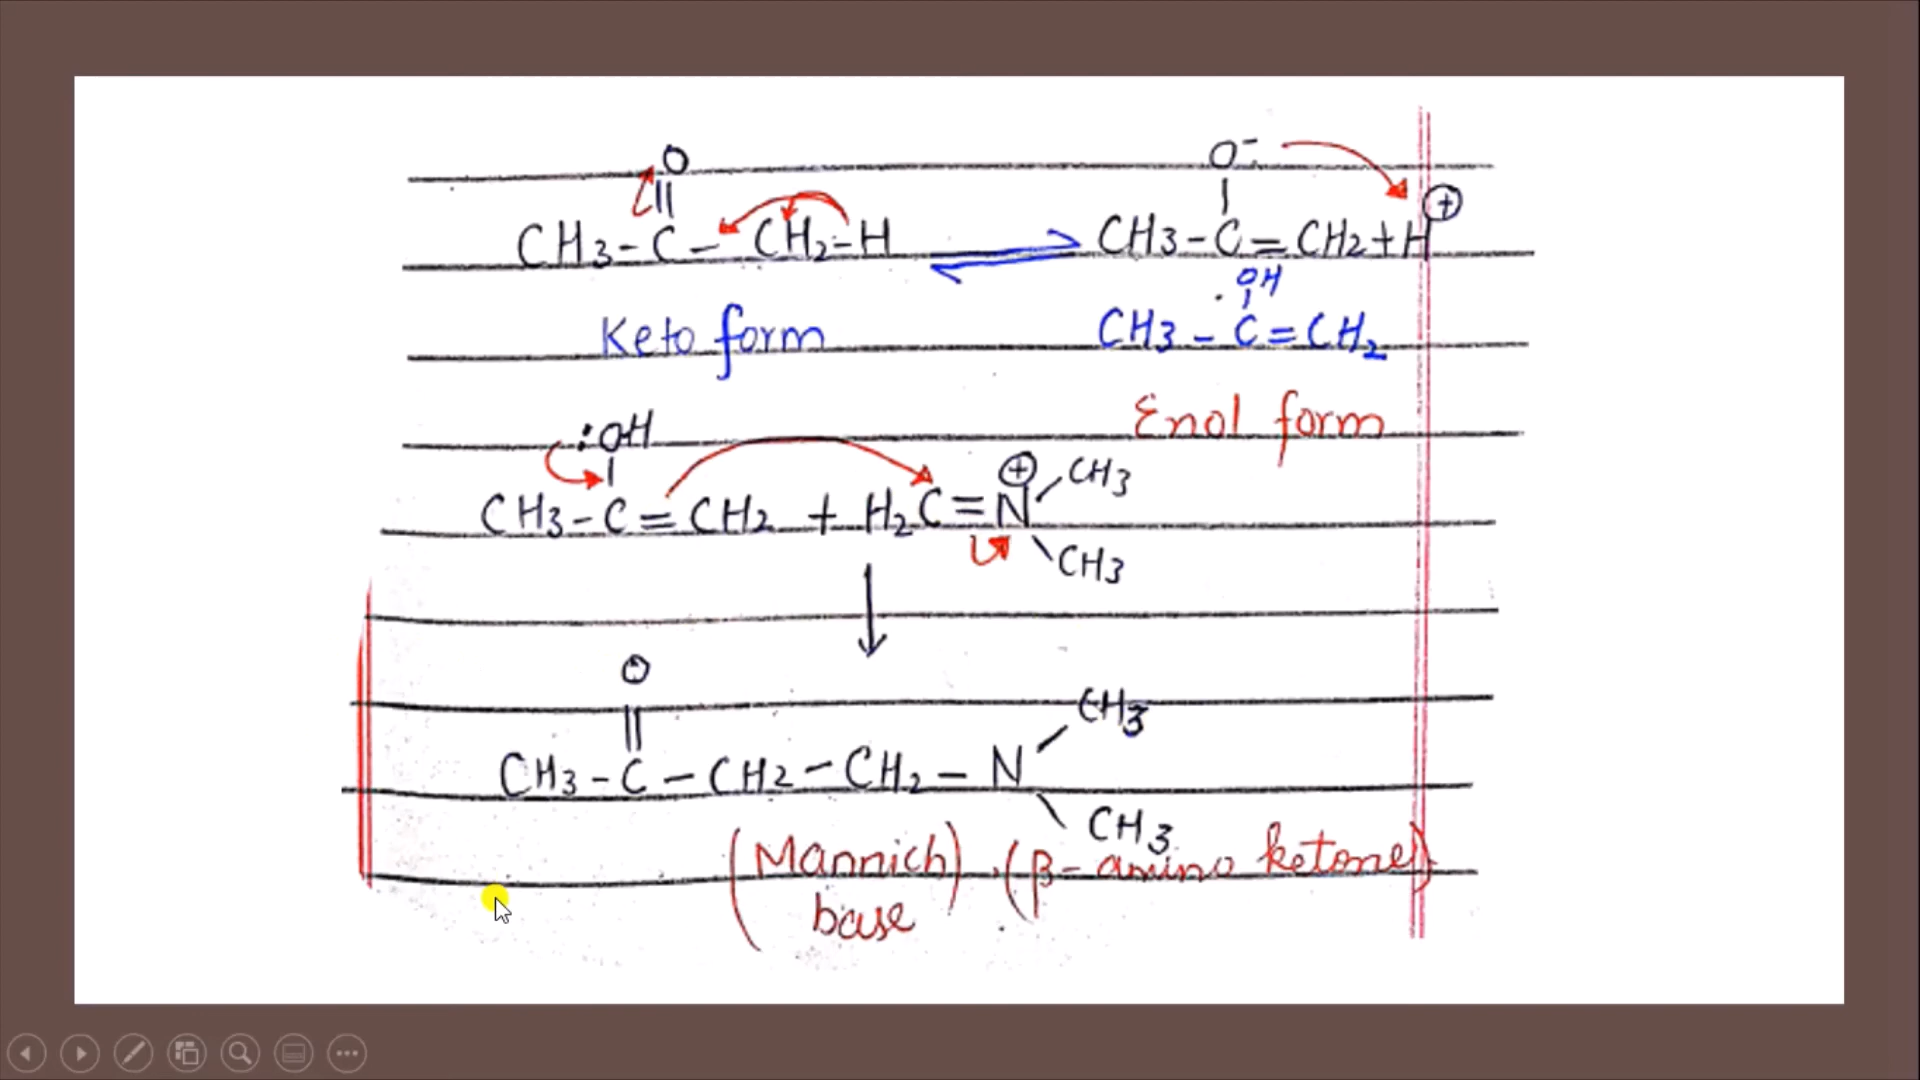 O O⁻
CH3-C-CH2-H ⇌ CH3-C=CH2+H⊕
OH
Keto form CH3-C=CH2
Enol form
:OH
⊕ CH3
CH3-C=CH2 + H2C=N
CH3
O
CH3
CH3-C-CH2-CH2-N
CH3
(Mannich base), (β-amino ketone)